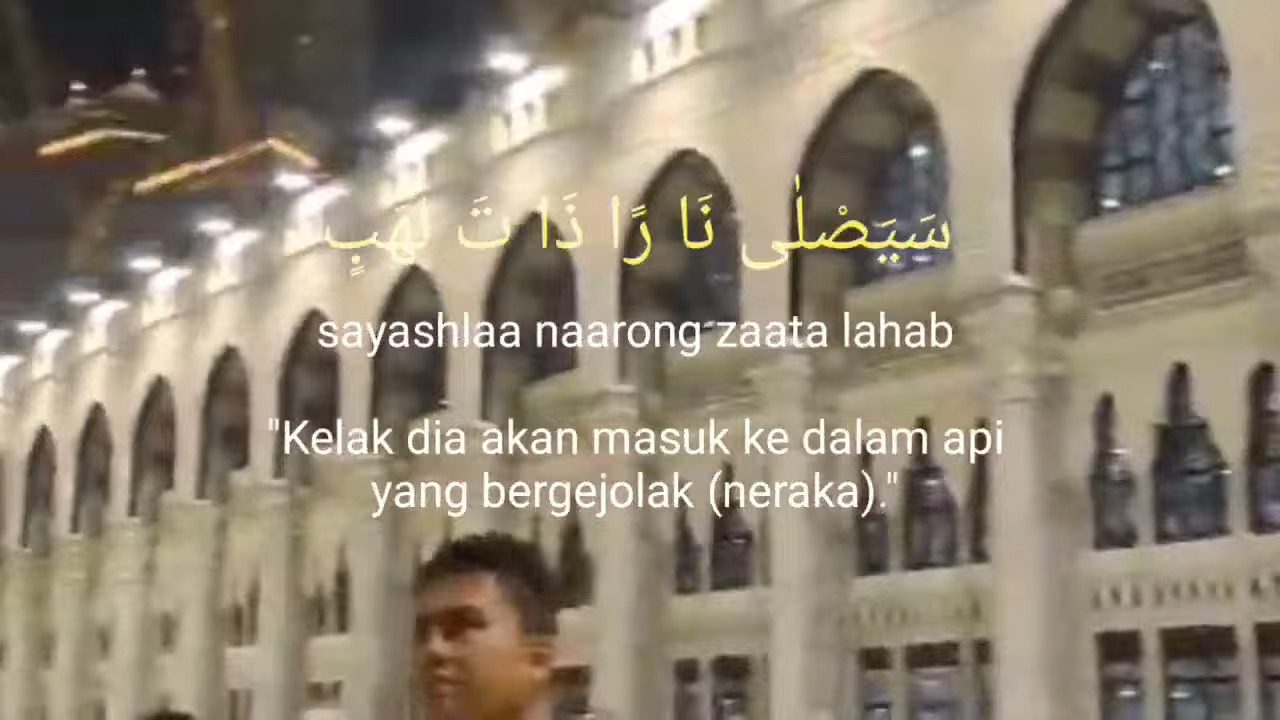 سَيَصْلٰى نَا رًا ذَا تَ لَهَبٍ
sayashlaa naarong zaata lahab
"Kelak dia akan masuk ke dalam api
yang bergejolak (neraka)."